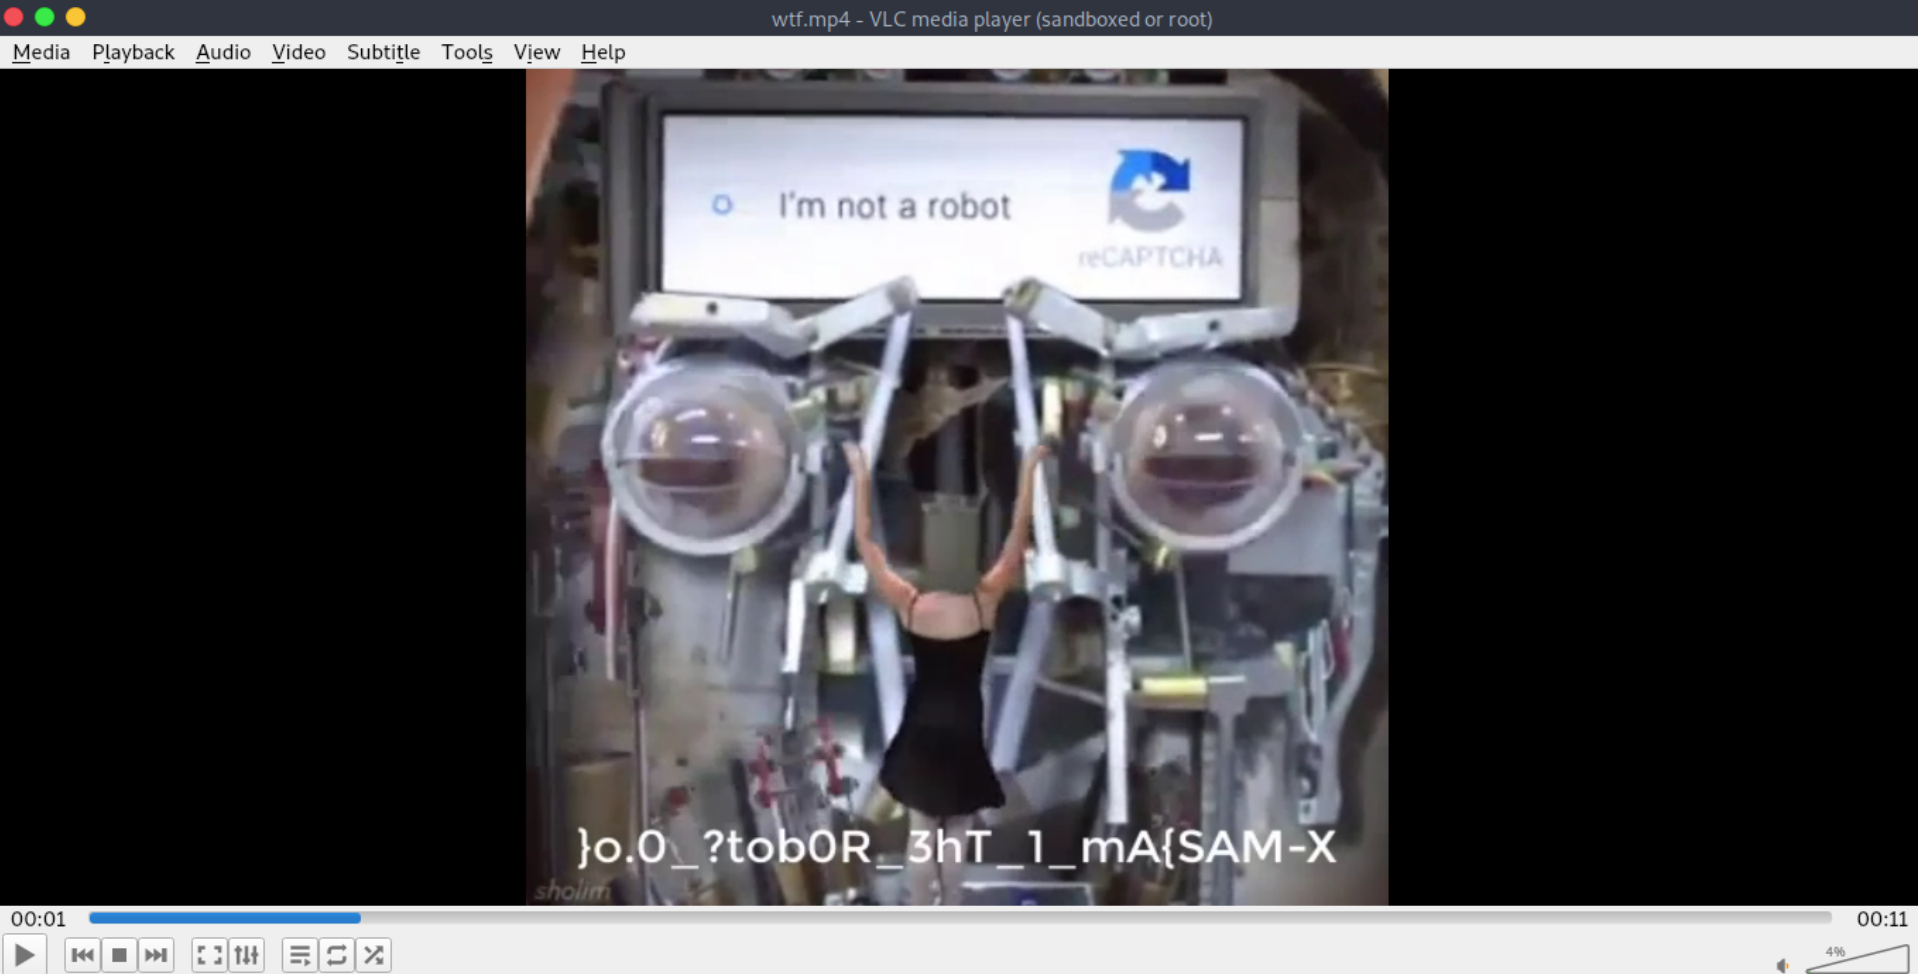 wtf.mp4 - VLC media player (sandboxed or root)
Media Playback Audio Video Subtitle Tools View Help
I'm not a robot
reCAPTCHA
}o.0_?tob0R_3hT_1_mA{SAM-X
sholim
00:01
00:11
4%